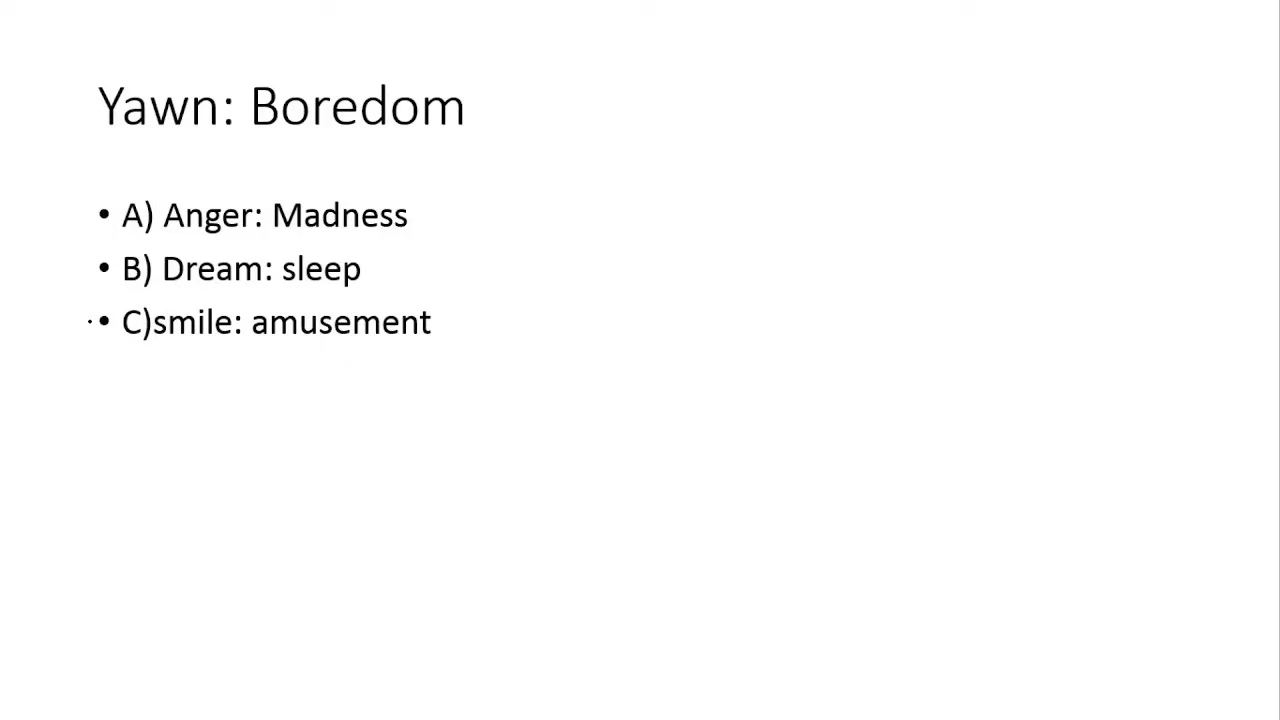 Yawn: Boredom
• A) Anger: Madness
• B) Dream: sleep
• C)smile: amusement